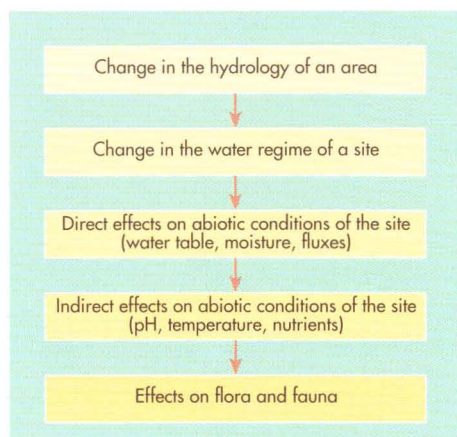 Change in the hydrology of an area
Change in the water regime of a site
Direct effects on abiotic conditions of the site
(water table, moisture, fluxes)
Indirect effects on abiotic conditions of the site
(pH, temperature, nutrients)
Effects on flora and fauna